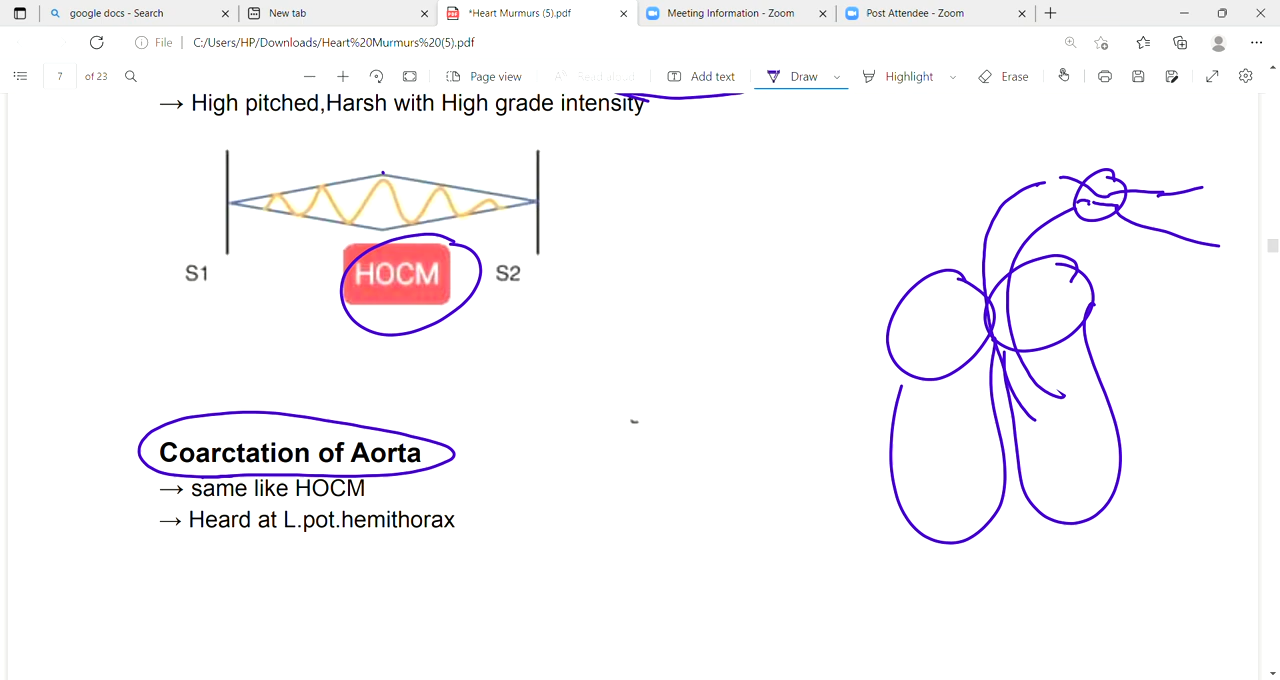 google docs - Search
New tab
*Heart Murmurs (5).pdf
Meeting Information - Zoom
Post Attendee - Zoom
File
C:/Users/HP/Downloads/Heart%20Murmurs%20(5).pdf
7 of 23
Page view
Read aloud
Add text
Draw
Highlight
Erase
→ High pitched,Harsh with High grade intensity
S1
HOCM
S2
Coarctation of Aorta
→ same like HOCM
→ Heard at L.pot.hemithorax